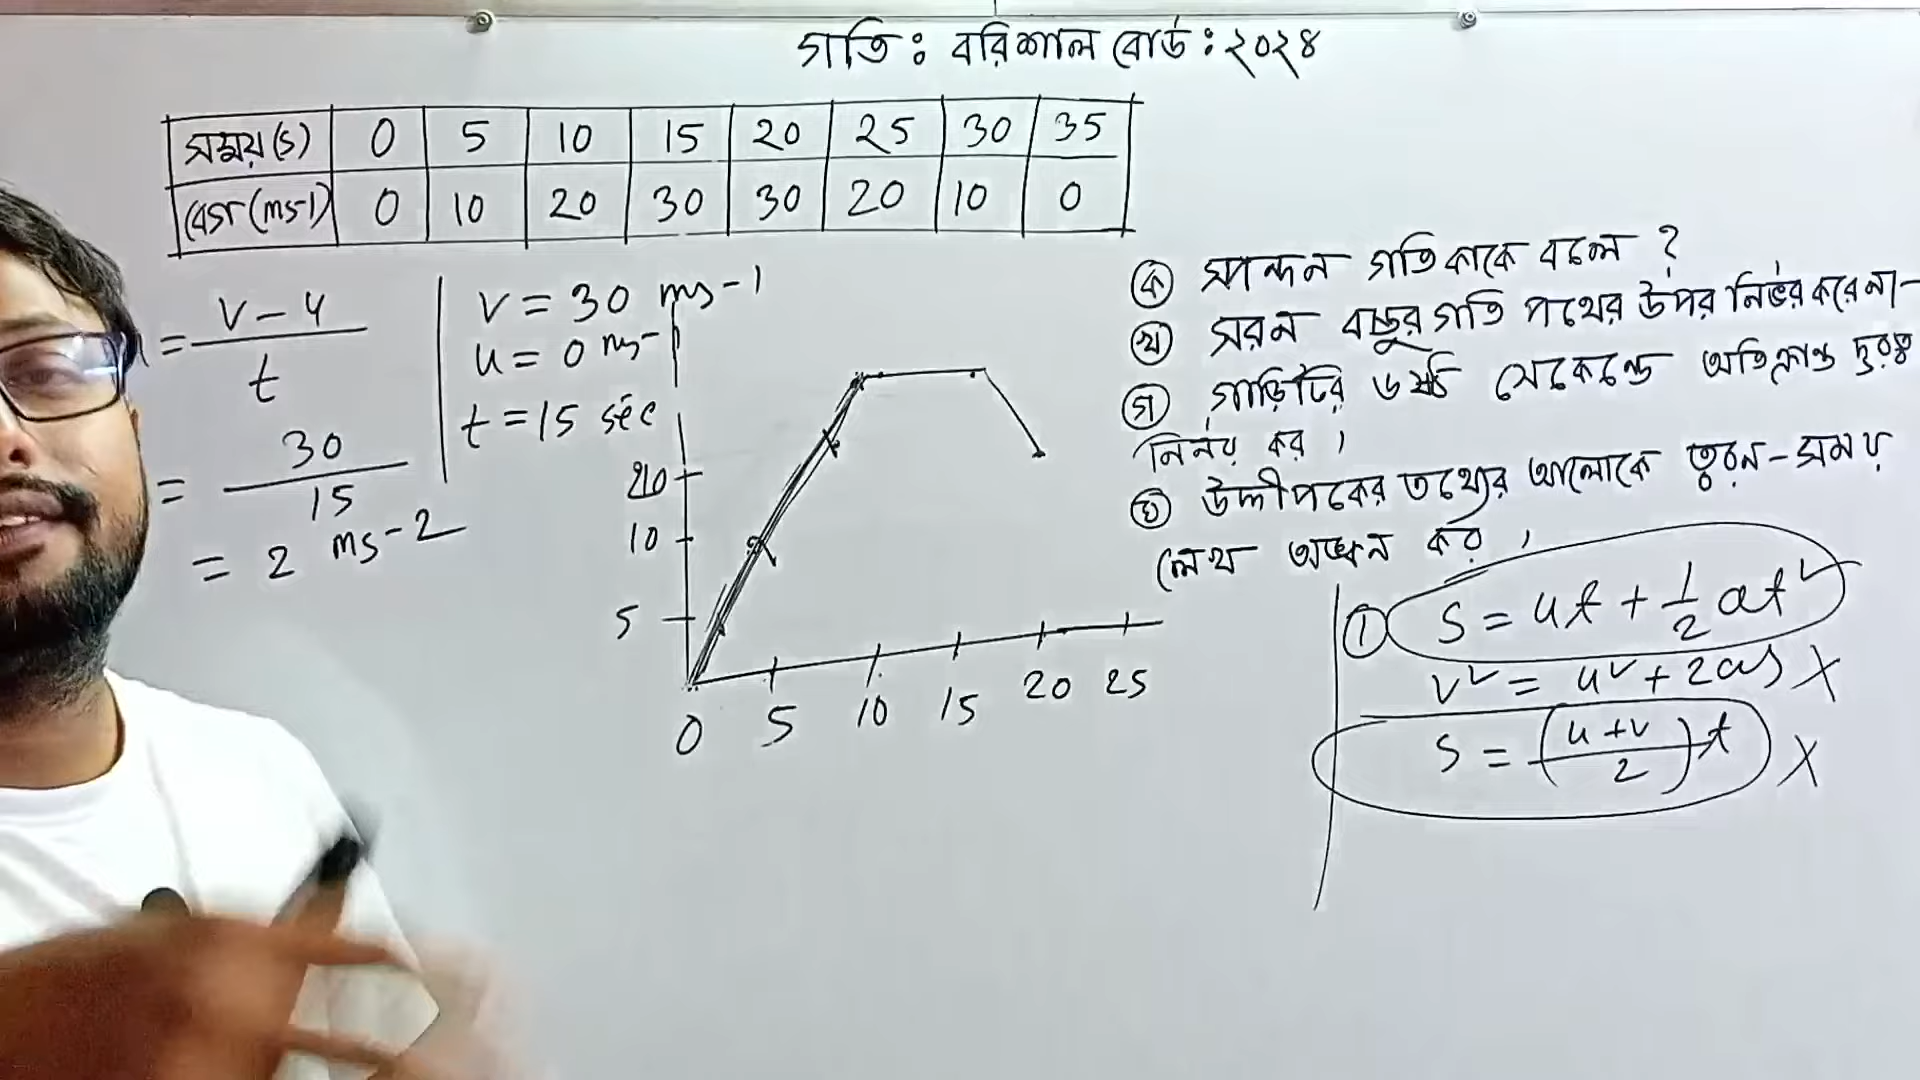 গতি : বরিশাল বোর্ড : ২০২৪
সময়(s) 0 5 10 15 20 25 30 35
বেগ (ms-1) 0 10 20 30 30 20 10 0
ক স্পন্দন গতি কাকে বলে ?
খ সরন বস্তুর গতি পথের উপর নির্ভর করে না-
গ গাড়িটির ৬ষ্ঠ সেকেন্ডে অতিক্রান্ত দুরত্ব
নির্নয় কর ।
ঘ উদ্দীপকের তথ্যের আলোকে ত্বরন-সময়
লেখ অঙ্কন কর ।
= v-u / t
= 30 / 15
= 2 ms-2
v = 30 ms-1
u = 0 ms-1
t = 15 sec
20
10
5
0 5 10 15 20 25
1 s = ut + 1/2 at²
v² = u² + 2as X
s = (u+v / 2) t X